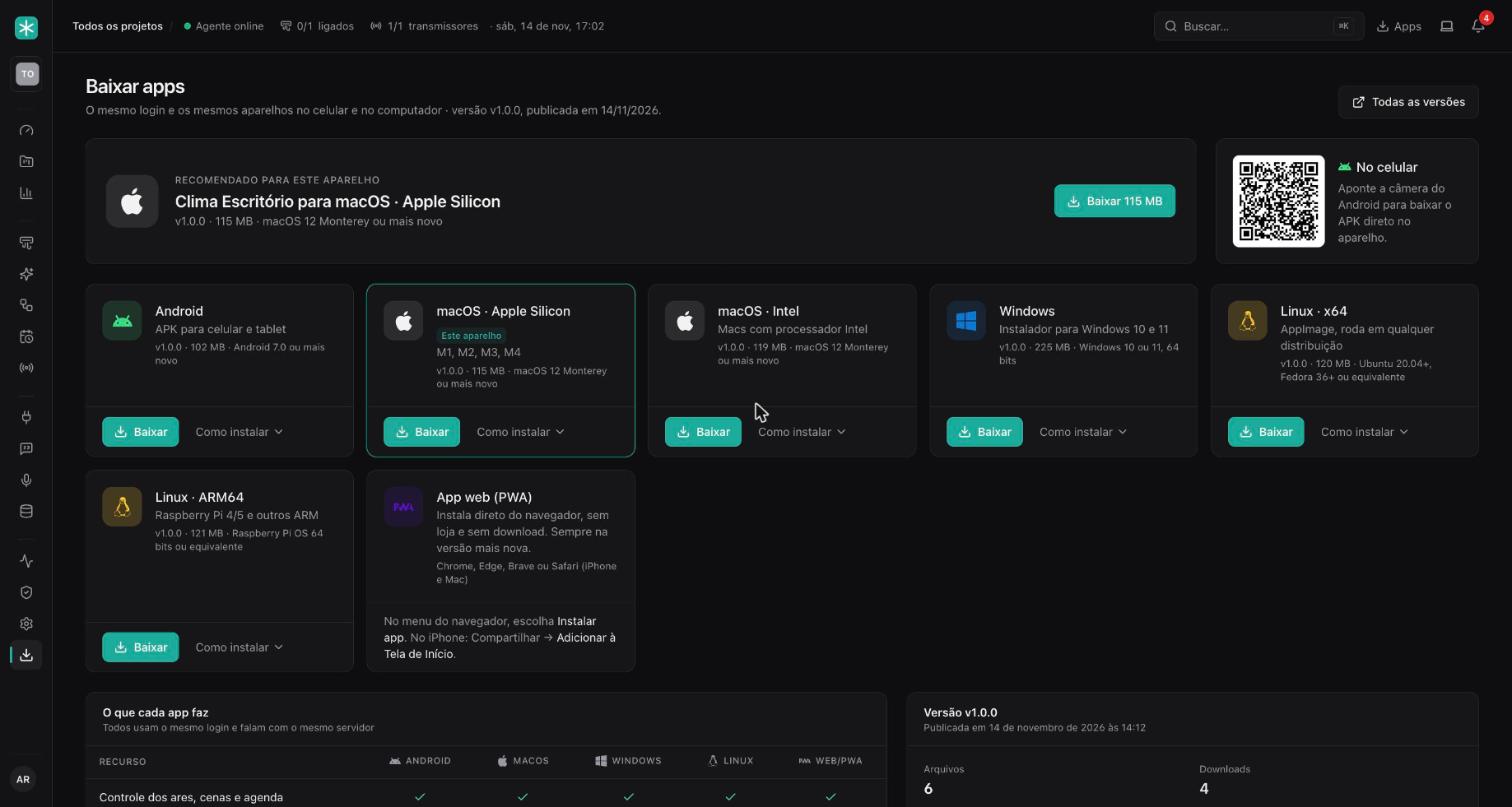 Todos os projetos / Agente online 0/1 ligados 1/1 transmissores · sáb, 14 de nov, 17:02
Buscar... ⌘K Apps 4
TO
Baixar apps
O mesmo login e os mesmos aparelhos no celular e no computador · versão v1.0.0, publicada em 14/11/2026.
Todas as versões
RECOMENDADO PARA ESTE APARELHO
Clima Escritório para macOS · Apple Silicon
v1.0.0 · 115 MB · macOS 12 Monterey ou mais novo
Baixar 115 MB
No celular
Aponte a câmera do
Android para baixar o
APK direto no
aparelho.
Android
APK para celular e tablet
v1.0.0 · 102 MB · Android 7.0 ou mais
novo
Baixar Como instalar
macOS · Apple Silicon
Este aparelho
M1, M2, M3, M4
v1.0.0 · 115 MB · macOS 12 Monterey
ou mais novo
Baixar Como instalar
macOS · Intel
Macs com processador Intel
v1.0.0 · 119 MB · macOS 12 Monterey
ou mais novo
Baixar Como instalar
Windows
Instalador para Windows 10 e 11
v1.0.0 · 225 MB · Windows 10 ou 11, 64
bits
Baixar Como instalar
Linux · x64
AppImage, roda em qualquer
distribuição
v1.0.0 · 120 MB · Ubuntu 20.04+,
Fedora 36+ ou equivalente
Baixar Como instalar
Linux · ARM64
Raspberry Pi 4/5 e outros ARM
v1.0.0 · 121 MB · Raspberry Pi OS 64
bits ou equivalente
Baixar Como instalar
PWA
App web (PWA)
Instala direto do navegador, sem
loja e sem download. Sempre na
versão mais nova.
Chrome, Edge, Brave ou Safari (iPhone
e Mac)
No menu do navegador, escolha Instalar
app. No iPhone: Compartilhar → Adicionar à
Tela de Início.
O que cada app faz
Todos usam o mesmo login e falam com o mesmo servidor
RECURSO ANDROID MACOS WINDOWS LINUX PWA WEB/PWA
Controle dos ares, cenas e agenda
Versão v1.0.0
Publicada em 14 de novembro de 2026 às 14:12
Arquivos Downloads
6 4
AR